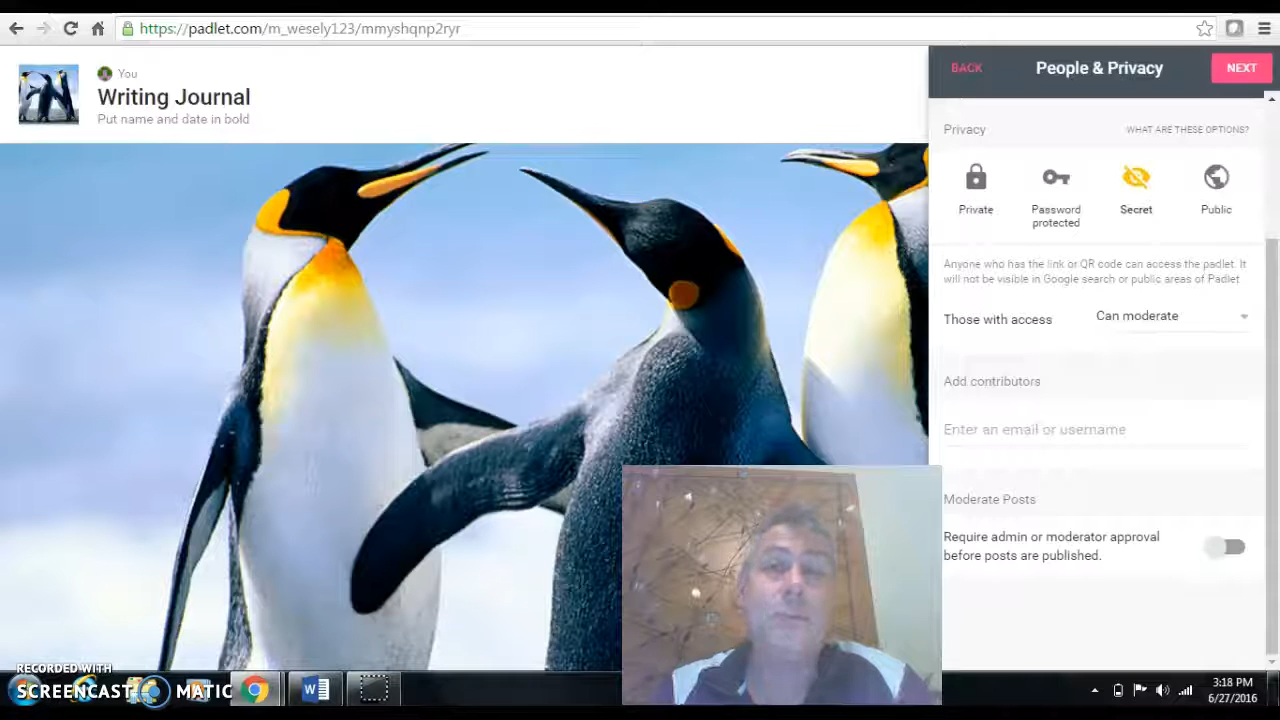 https://padlet.com/m_wesely123/mmyshqnp2ryr
You
Writing Journal
Put name and date in bold
BACK
People & Privacy
NEXT
Privacy
WHAT ARE THESE OPTIONS?
Private
Password protected
Secret
Public
Anyone who has the link or QR code can access the padlet. It
will not be visible in Google search or public areas of Padlet
Those with access
Can moderate
Add contributors
Enter an email or username
Moderate Posts
Require admin or moderator approval
before posts are published.
RECORDED WITH
SCREENCAST MATIC
W
3:18 PM
6/27/2016